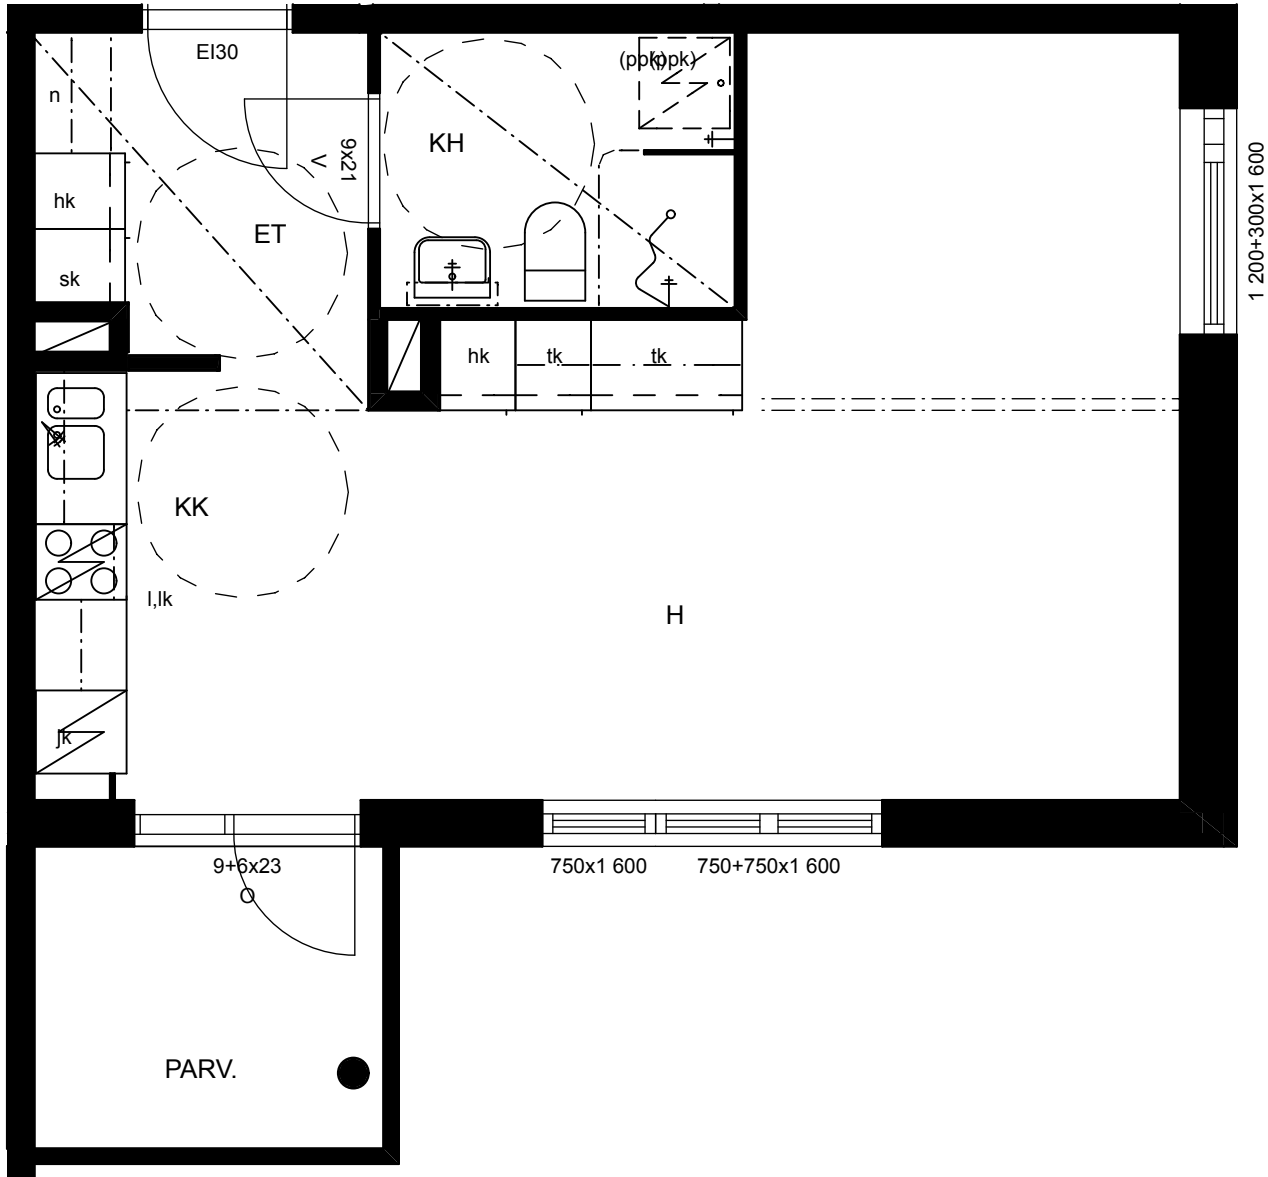 EI30
(ppk)
(ppk)
n
9x21
V
KH
1 200+300x1 600
hk
ET
sk
hk
tk
tk
KK
l,lk
H
jk
9+6x23
O
750x1 600
750+750x1 600
PARV.